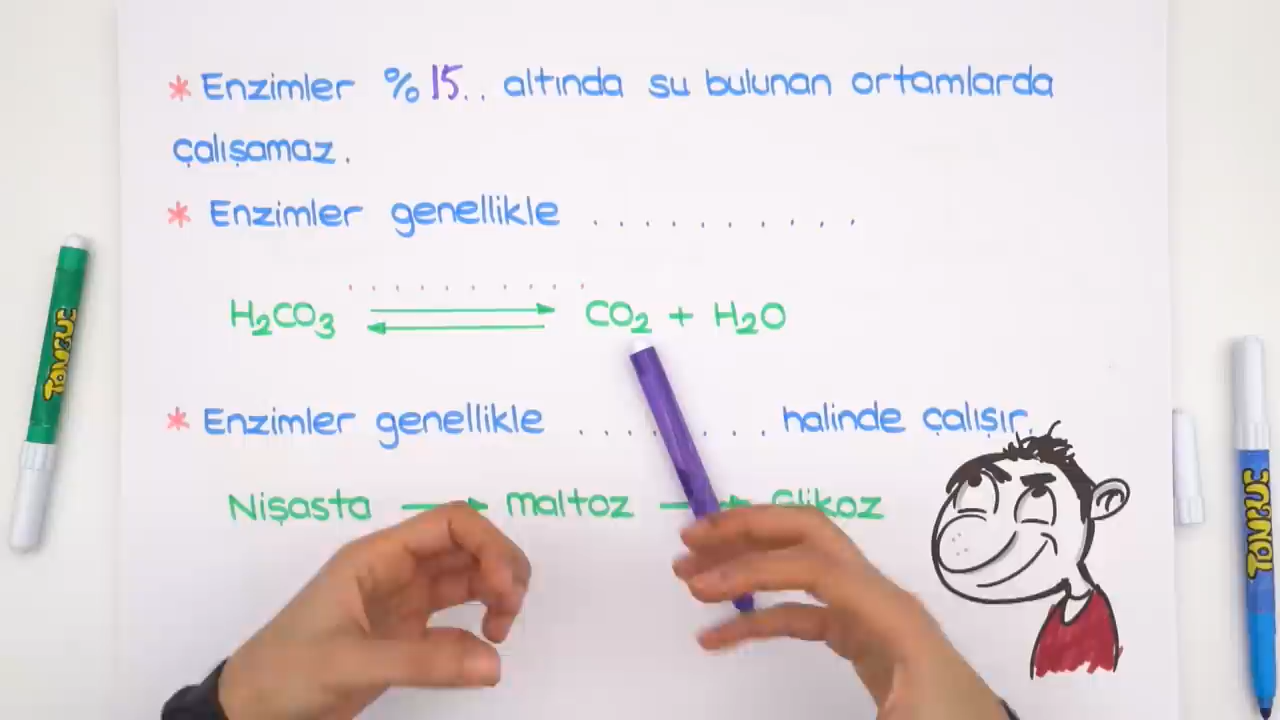 * Enzimler %15.. altında su bulunan ortamlarda
çalışamaz.
* Enzimler genellikle . . . . . . . . . .
. . . . . . . . . .
H₂CO₃ ⇌ CO₂ + H₂O
* Enzimler genellikle . . . . . . . . halinde çalışır.
Nişasta → maltoz → Glikoz
TONGUÇ
TONGUÇ